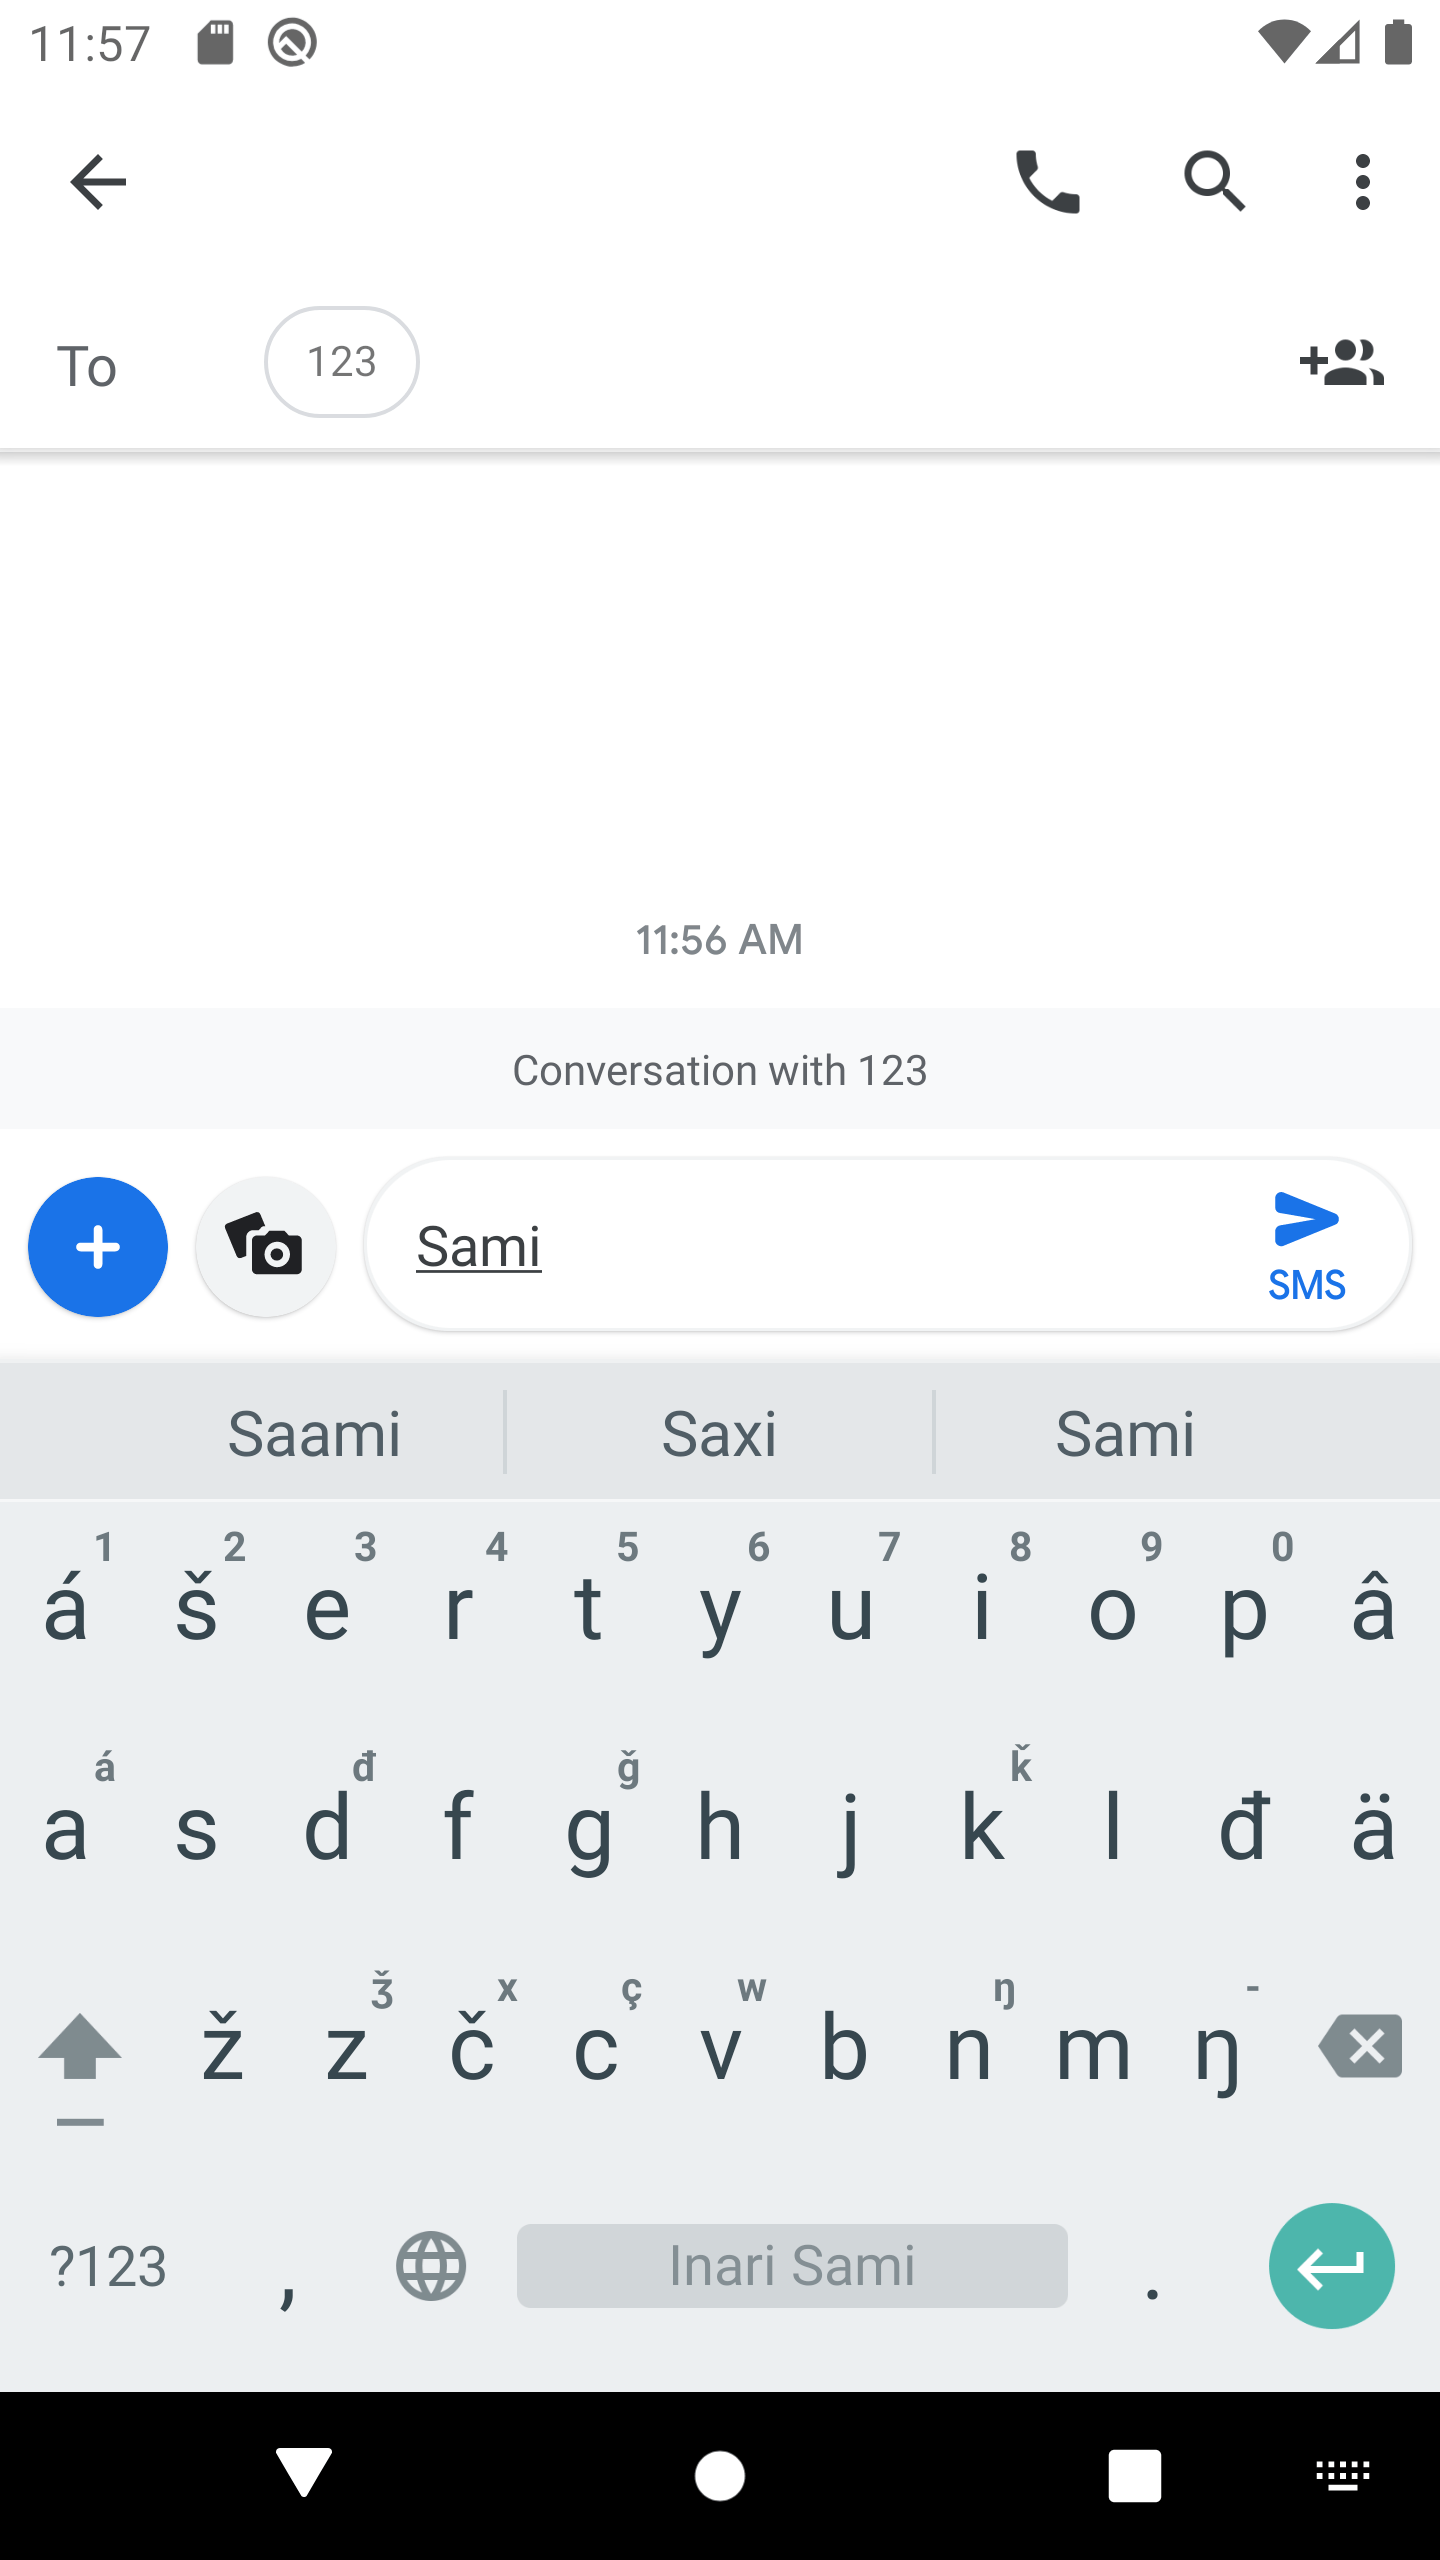 11:57
To 123
11:56 AM
Conversation with 123
Sami
SMS
Saami Saxi Sami
1 2 3 4 5 6 7 8 9 0
á š e r t y u i o p â
á đ ǧ ǩ
a s d f g h j k l đ ä
ǯ x ç w ŋ -
ž z č c v b n m ŋ
?123 , Inari Sami .